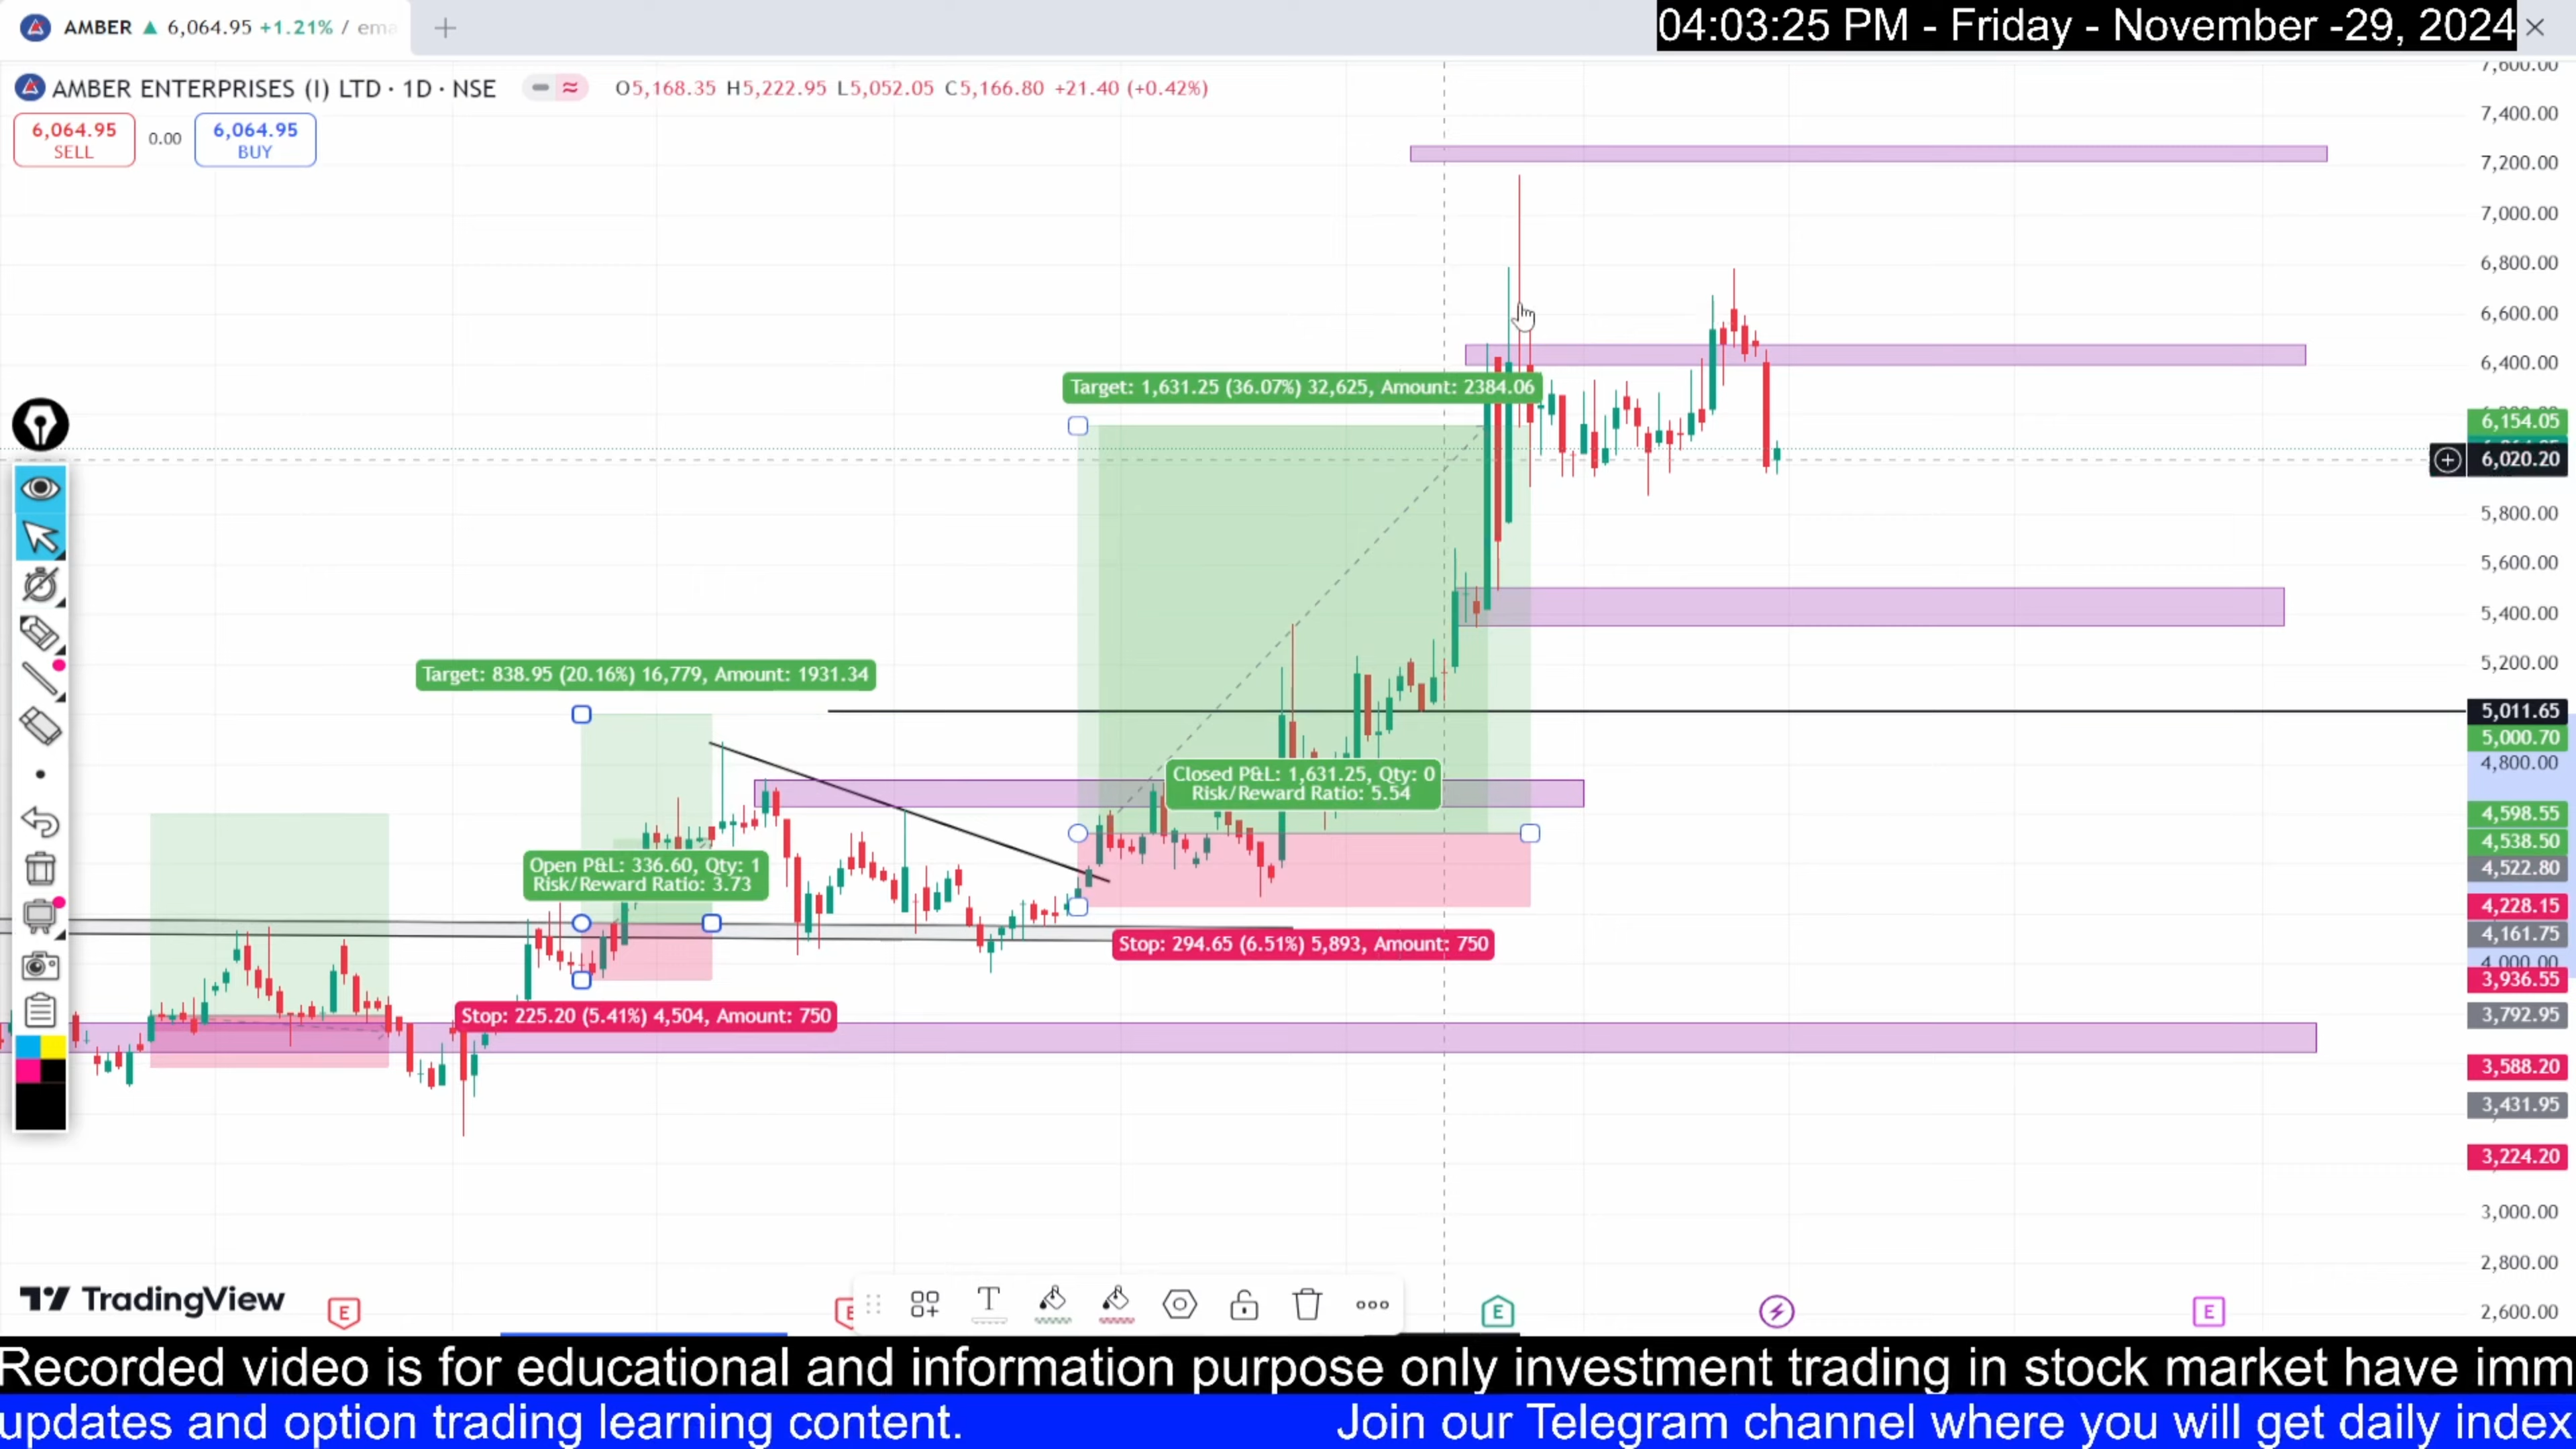 AMBER ▲ 6,064.95 +1.21% / ema
04:03:25 PM - Friday - November -29, 2024
AMBER ENTERPRISES (I) LTD · 1D · NSE
O5,168.35 H5,222.95 L5,052.05 C5,166.80 +21.40 (+0.42%)
6,064.95
SELL
0.00
6,064.95
BUY
7,600.00
7,400.00
7,200.00
7,000.00
6,800.00
6,600.00
6,400.00
6,154.05
6,020.20
5,800.00
5,600.00
5,400.00
5,200.00
5,011.65
5,000.70
4,800.00
4,598.55
4,538.50
4,522.80
4,228.15
4,161.75
4,000.00
3,936.55
3,792.95
3,588.20
3,431.95
3,224.20
3,000.00
2,800.00
2,600.00
Target: 1,631.25 (36.07%) 32,625, Amount: 2384.06
Target: 838.95 (20.16%) 16,779, Amount: 1931.34
Closed P&L: 1,631.25, Qty: 0
Risk/Reward Ratio: 5.54
Open P&L: 336.60, Qty: 1
Risk/Reward Ratio: 3.73
Stop: 294.65 (6.51%) 5,893, Amount: 750
Stop: 225.20 (5.41%) 4,504, Amount: 750
TradingView
E
E
T
E
E
Recorded video is for educational and information purpose only investment trading in stock market have imm
updates and option trading learning content. Join our Telegram channel where you will get daily index